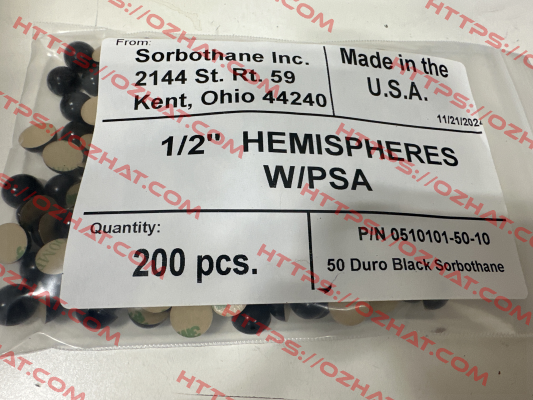 From:
Sorbothane Inc.
2144 St. Rt. 59
Kent, Ohio 44240
Made in the
U.S.A.
11/21/2024
1/2" HEMISPHERES
W/PSA
Quantity:
200 pcs.
P/N 0510101-50-10
50 Duro Black Sorbothane
HTTPS://OZHAT.COM